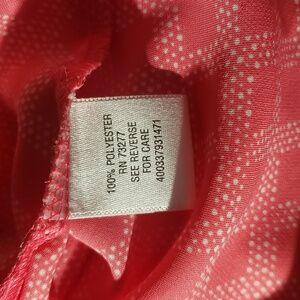 100% POLYESTER
RN 73277
SEE REVERSE
FOR CARE
400337931471